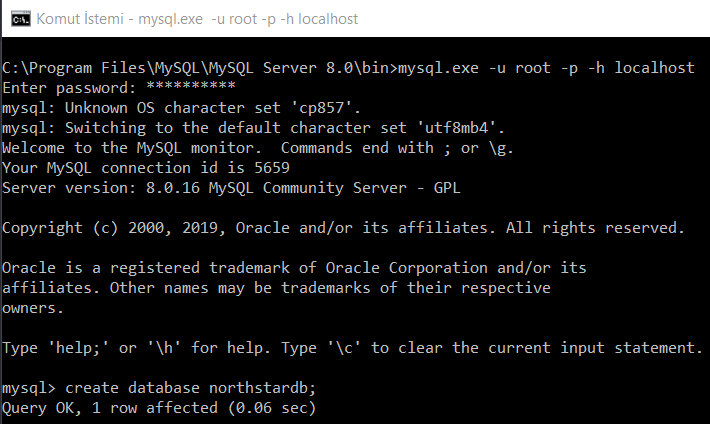 Komut İstemi - mysql.exe -u root -p -h localhost
C:\Program Files\MySQL\MySQL Server 8.0\bin>mysql.exe -u root -p -h localhost
Enter password: **********
mysql: Unknown OS character set 'cp857'.
mysql: Switching to the default character set 'utf8mb4'.
Welcome to the MySQL monitor.  Commands end with ; or \g.
Your MySQL connection id is 5659
Server version: 8.0.16 MySQL Community Server - GPL
Copyright (c) 2000, 2019, Oracle and/or its affiliates. All rights reserved.
Oracle is a registered trademark of Oracle Corporation and/or its
affiliates. Other names may be trademarks of their respective
owners.
Type 'help;' or '\h' for help. Type '\c' to clear the current input statement.
mysql> create database northstardb;
Query OK, 1 row affected (0.06 sec)